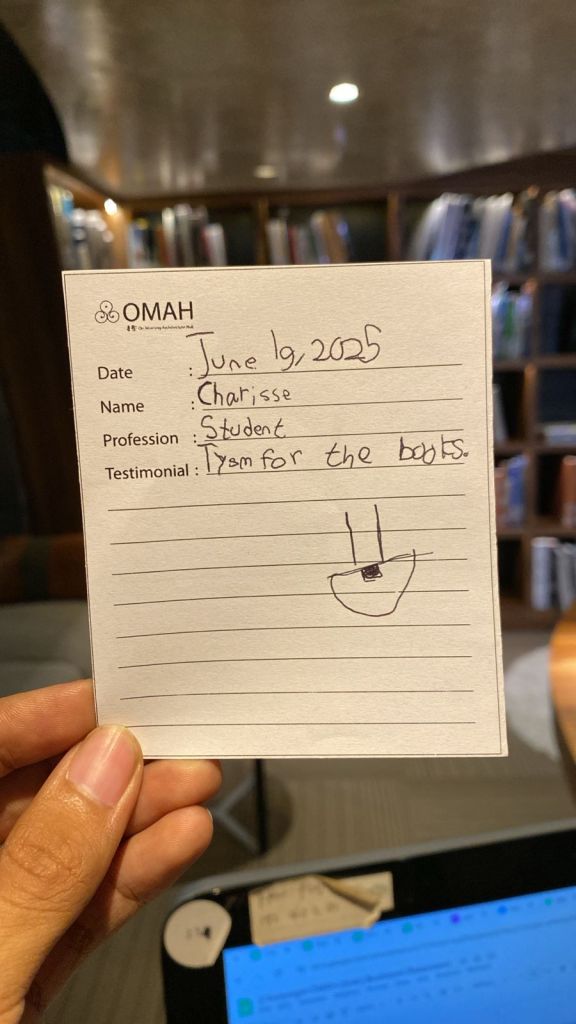 OMAH
Date : June 19, 2025
Name : Charisse
Profession : Student
Testimonial : Tysm for the books.